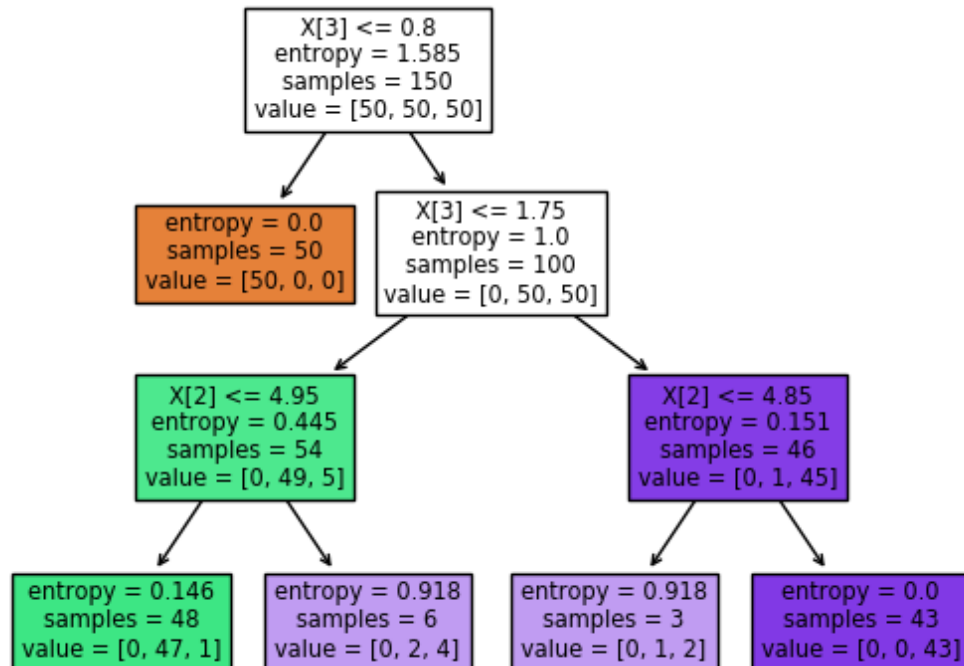 X[3] <= 0.8
entropy = 1.585
samples = 150
value = [50, 50, 50]
entropy = 0.0
samples = 50
value = [50, 0, 0]
X[3] <= 1.75
entropy = 1.0
samples = 100
value = [0, 50, 50]
X[2] <= 4.95
entropy = 0.445
samples = 54
value = [0, 49, 5]
X[2] <= 4.85
entropy = 0.151
samples = 46
value = [0, 1, 45]
entropy = 0.146
samples = 48
value = [0, 47, 1]
entropy = 0.918
samples = 6
value = [0, 2, 4]
entropy = 0.918
samples = 3
value = [0, 1, 2]
entropy = 0.0
samples = 43
value = [0, 0, 43]